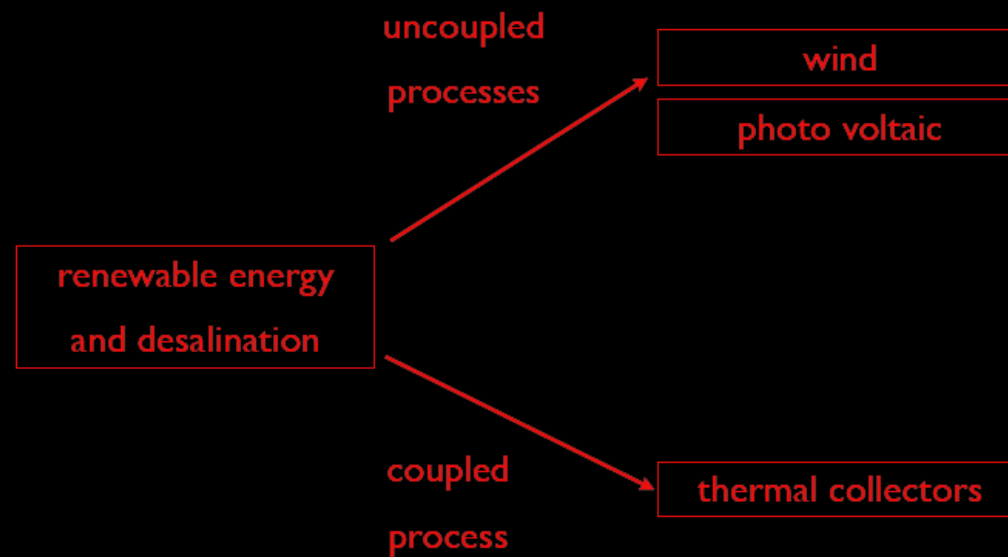 uncoupled
processes
wind
photo voltaic
renewable energy
and desalination
coupled
process
thermal collectors